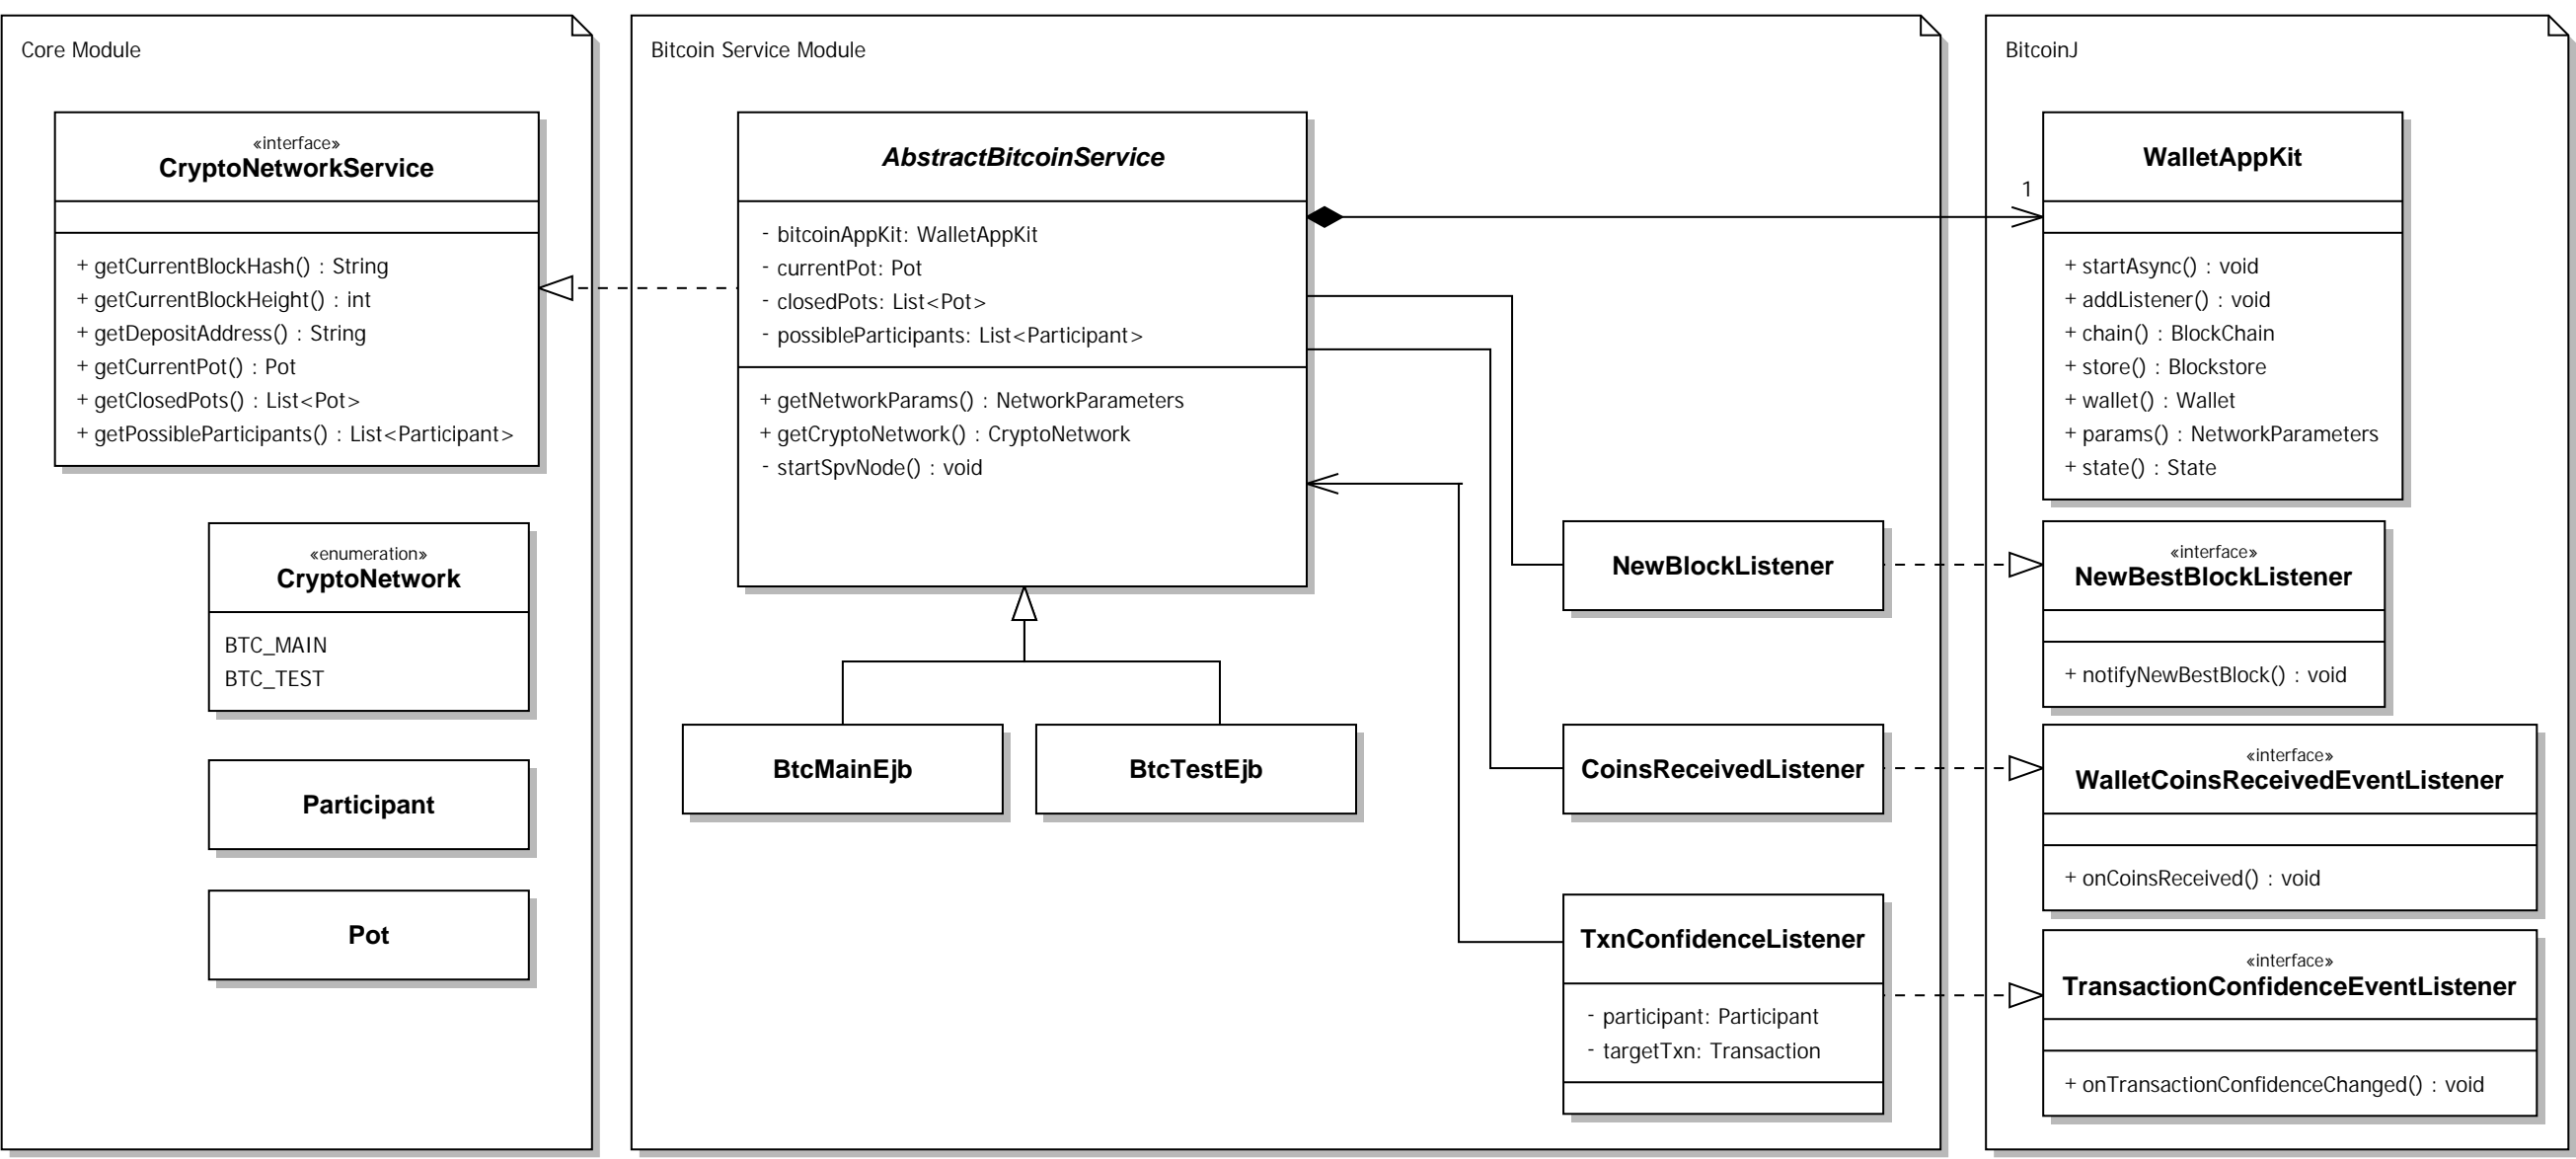 Core Module
«interface»
CryptoNetworkService
+ getCurrentBlockHash() : String
+ getCurrentBlockHeight() : int
+ getDepositAddress() : String
+ getCurrentPot() : Pot
+ getClosedPots() : List<Pot>
+ getPossibleParticipants() : List<Participant>
«enumeration»
CryptoNetwork
BTC_MAIN
BTC_TEST
Participant
Pot
Bitcoin Service Module
AbstractBitcoinService
- bitcoinAppKit: WalletAppKit
- currentPot: Pot
- closedPots: List<Pot>
- possibleParticipants: List<Participant>
+ getNetworkParams() : NetworkParameters
+ getCryptoNetwork() : CryptoNetwork
- startSpvNode() : void
BtcMainEjb
BtcTestEjb
NewBlockListener
CoinsReceivedListener
TxnConfidenceListener
- participant: Participant
- targetTxn: Transaction
BitcoinJ
1
WalletAppKit
+ startAsync() : void
+ addListener() : void
+ chain() : BlockChain
+ store() : Blockstore
+ wallet() : Wallet
+ params() : NetworkParameters
+ state() : State
«interface»
NewBestBlockListener
+ notifyNewBestBlock() : void
«interface»
WalletCoinsReceivedEventListener
+ onCoinsReceived() : void
«interface»
TransactionConfidenceEventListener
+ onTransactionConfidenceChanged() : void